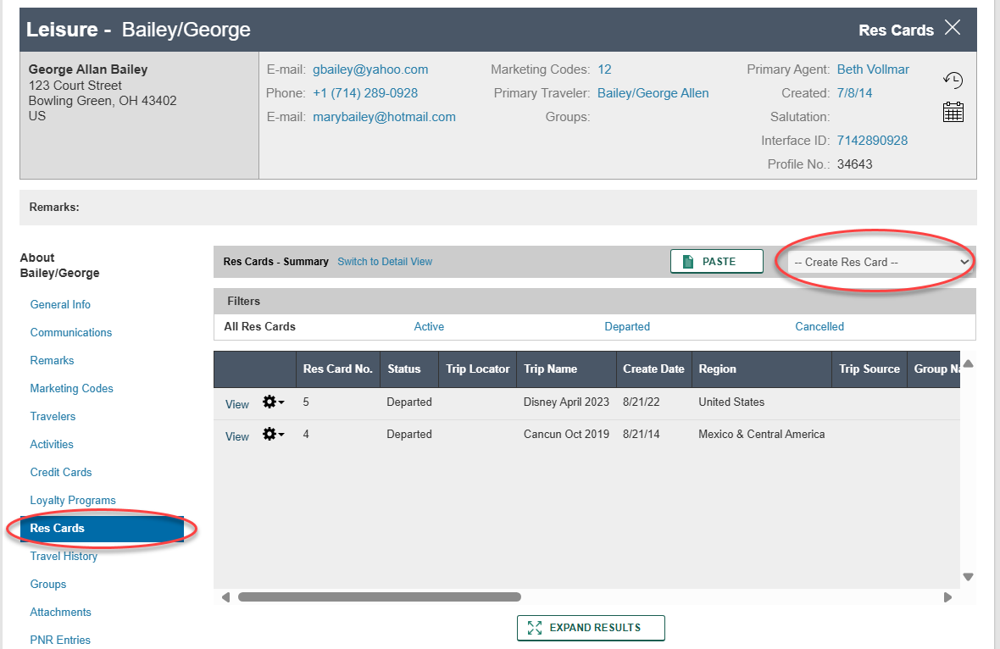 Leisure - Bailey/George
Res Cards
George Allan Bailey
123 Court Street
Bowling Green, OH 43402
US
E-mail: gbailey@yahoo.com
Phone: +1 (714) 289-0928
E-mail: marybailey@hotmail.com
Marketing Codes: 12
Primary Traveler: Bailey/George Allen
Groups:
Primary Agent: Beth Vollmar
Created: 7/8/14
Salutation:
Interface ID: 7142890928
Profile No.: 34643
Remarks:
About
Bailey/George
General Info
Communications
Remarks
Marketing Codes
Travelers
Activities
Credit Cards
Loyalty Programs
Res Cards
Travel History
Groups
Attachments
PNR Entries
Res Cards - Summary Switch to Detail View PASTE -- Create Res Card --
Filters
All Res Cards Active Departed Cancelled
Res Card No. Status Trip Locator Trip Name Create Date Region Trip Source Group Na
View 5 Departed Disney April 2023 8/21/22 United States
View 4 Departed Cancun Oct 2019 8/21/14 Mexico & Central America
EXPAND RESULTS